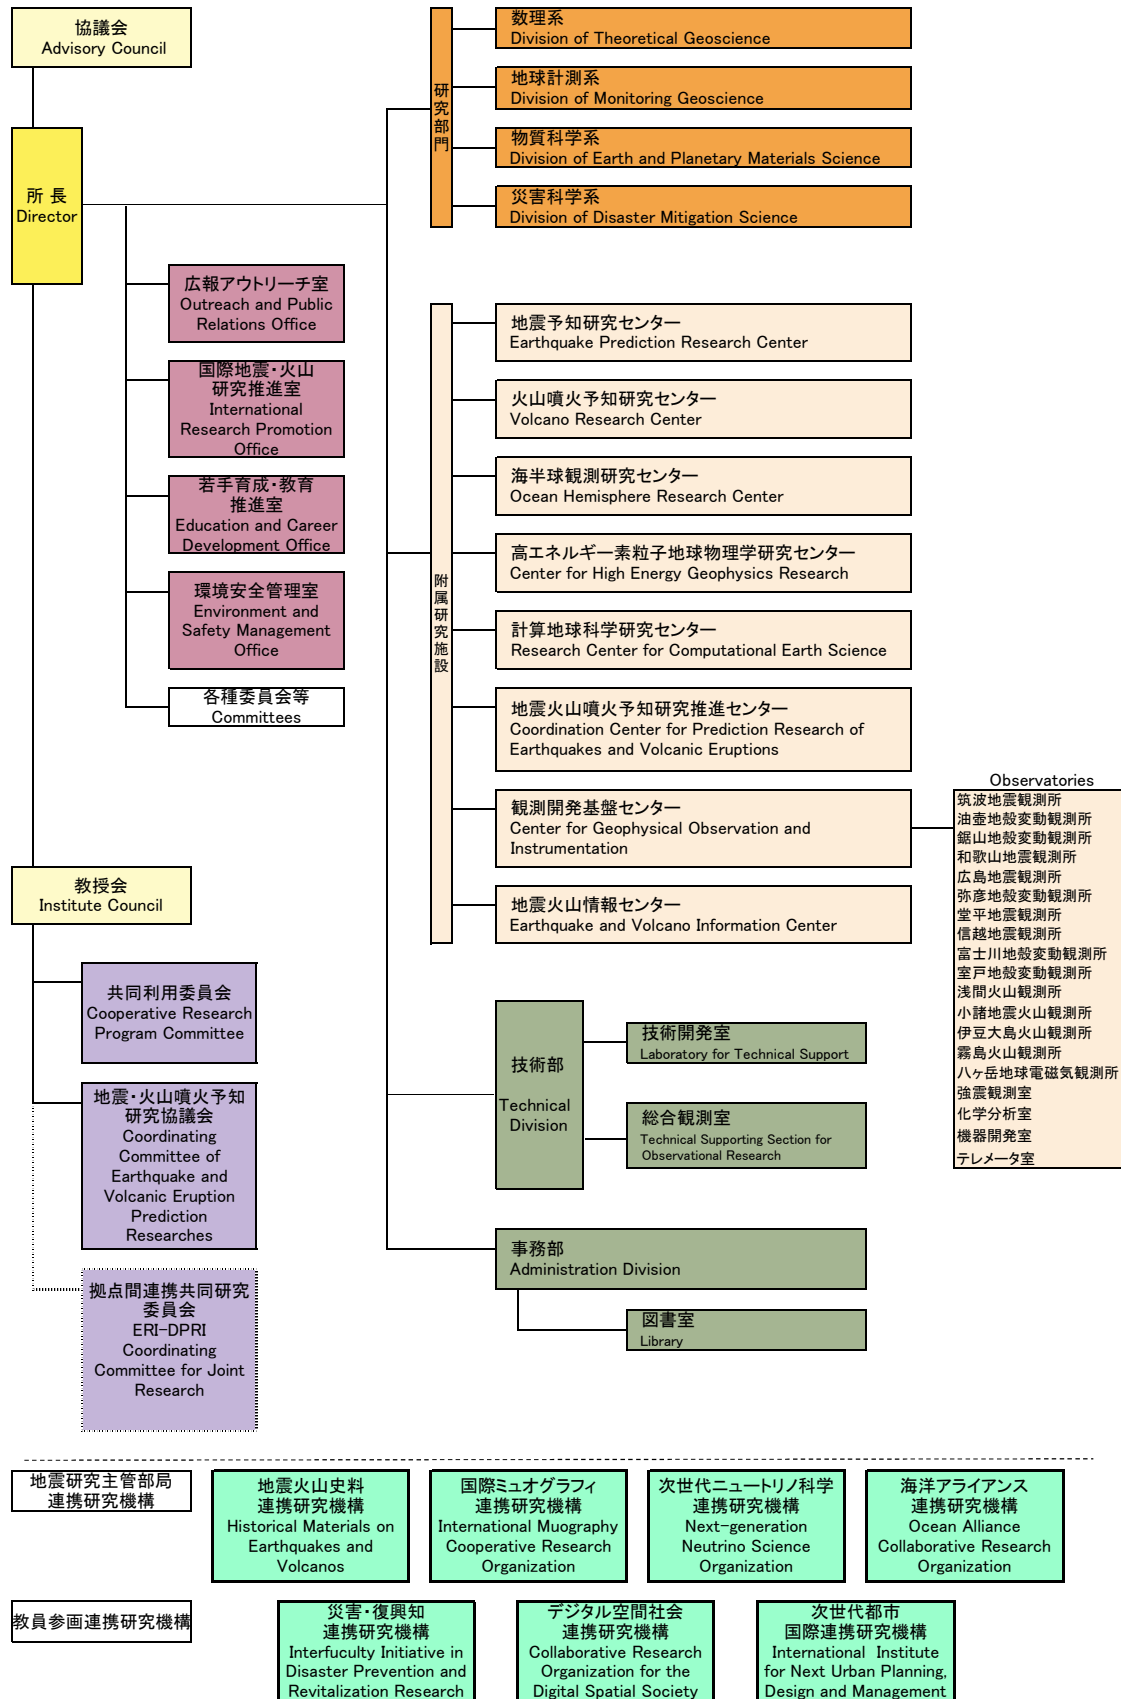 協議会
Advisory Council
所 長
Director
広報アウトリーチ室
Outreach and Public
Relations Office
国際地震・火山
研究推進室
International
Research Promotion
Office
若手育成・教育
推進室
Education and Career
Development Office
環境安全管理室
Environment and
Safety Management
Office
各種委員会等
Committees
教授会
Institute Council
共同利用委員会
Cooperative Research
Program Committee
地震・火山噴火予知
研究協議会
Coordinating
Committee of
Earthquake and
Volcanic Eruption
Prediction
Researches
拠点間連携共同研究
委員会
ERI-DPRI
Coordinating
Committee for Joint
Research
研究部門
数理系
Division of Theoretical Geoscience
地球計測系
Division of Monitoring Geoscience
物質科学系
Division of Earth and Planetary Materials Science
災害科学系
Division of Disaster Mitigation Science
附属研究施設
地震予知研究センター
Earthquake Prediction Research Center
火山噴火予知研究センター
Volcano Research Center
海半球観測研究センター
Ocean Hemisphere Research Center
高エネルギー素粒子地球物理学研究センター
Center for High Energy Geophysics Research
計算地球科学研究センター
Research Center for Computational Earth Science
地震火山噴火予知研究推進センター
Coordination Center for Prediction Research of
Earthquakes and Volcanic Eruptions
観測開発基盤センター
Center for Geophysical Observation and
Instrumentation
地震火山情報センター
Earthquake and Volcano Information Center
Observatories
筑波地震観測所
油壷地殻変動観測所
鋸山地殻変動観測所
和歌山地震観測所
広島地震観測所
弥彦地殻変動観測所
堂平地震観測所
信越地震観測所
富士川地殻変動観測所
室戸地殻変動観測所
浅間火山観測所
小諸地震火山観測所
伊豆大島火山観測所
霧島火山観測所
八ヶ岳地球電磁気観測所
強震観測室
化学分析室
機器開発室
テレメータ室
技術部
Technical
Division
技術開発室
Laboratory for Technical Support
総合観測室
Technical Supporting Section for
Observational Research
事務部
Administration Division
図書室
Library
地震研究主管部局
連携研究機構
地震火山史料
連携研究機構
Historical Materials on
Earthquakes and
Volcanos
国際ミュオグラフィ
連携研究機構
International Muography
Cooperative Research
Organization
次世代ニュートリノ科学
連携研究機構
Next-generation
Neutrino Science
Organization
海洋アライアンス
連携研究機構
Ocean Alliance
Collaborative Research
Organization
教員参画連携研究機構
災害・復興知
連携研究機構
Interfuculty Initiative in
Disaster Prevention and
Revitalization Research
デジタル空間社会
連携研究機構
Collaborative Research
Organization for the
Digital Spatial Society
次世代都市
国際連携研究機構
International Institute
for Next Urban Planning,
Design and Management